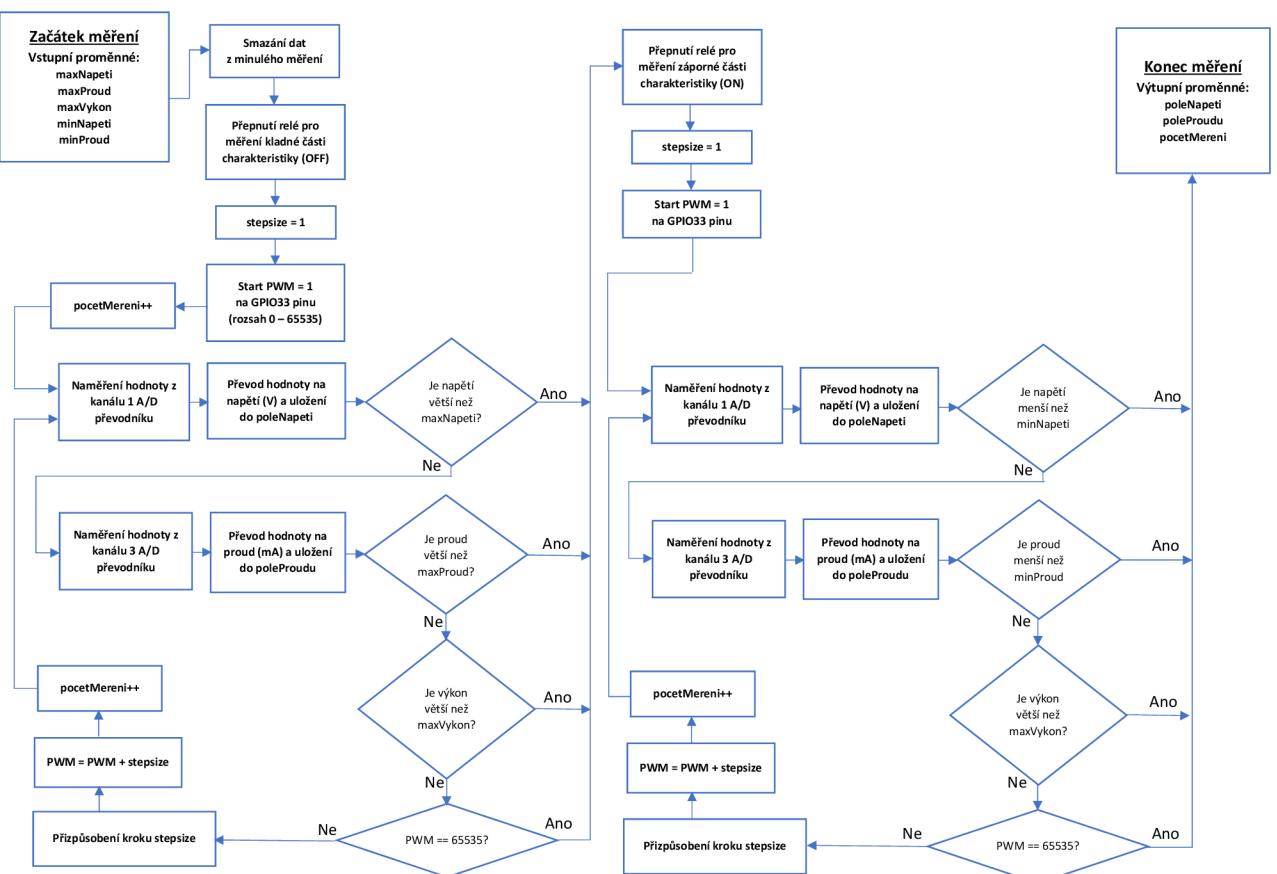 Začátek měření
Vstupní proměnné:
maxNapeti
maxProud
maxVykon
minNapeti
minProud
Smazání dat
z minulého měření
Přepnutí relé pro
měření kladné části
charakteristiky (OFF)
stepsize = 1
Start PWM = 1
na GPIO33 pinu
(rozsah 0 – 65535)
pocetMereni++
Naměření hodnoty z
kanálu 1 A/D
převodníku
Převod hodnoty na
napětí (V) a uložení
do poleNapeti
Je napětí
větší než
maxNapeti?
Ano
Ne
Naměření hodnoty z
kanálu 3 A/D
převodníku
Převod hodnoty na
proud (mA) a uložení
do poleProudu
Je proud
větší než
maxProud?
Ano
Ne
Je výkon
větší než
maxVykon?
Ano
Ne
PWM == 65535?
Ano
Ne
Přizpůsobení kroku stepsize
PWM = PWM + stepsize
pocetMereni++
Přepnutí relé pro
měření záporné části
charakteristiky (ON)
stepsize = 1
Start PWM = 1
na GPIO33 pinu
Naměření hodnoty z
kanálu 1 A/D
převodníku
Převod hodnoty na
napětí (V) a uložení
do poleNapeti
Je napětí
menší než
minNapeti
Ano
Ne
Naměření hodnoty z
kanálu 3 A/D
převodníku
Převod hodnoty na
proud (mA) a uložení
do poleProudu
Je proud
menší než
minProud
Ano
Ne
Je výkon
větší než
maxVykon?
Ano
Ne
PWM == 65535?
Ano
Ne
Přizpůsobení kroku stepsize
PWM = PWM + stepsize
pocetMereni++
Konec měření
Výtupní proměnné:
poleNapeti
poleProudu
pocetMereni